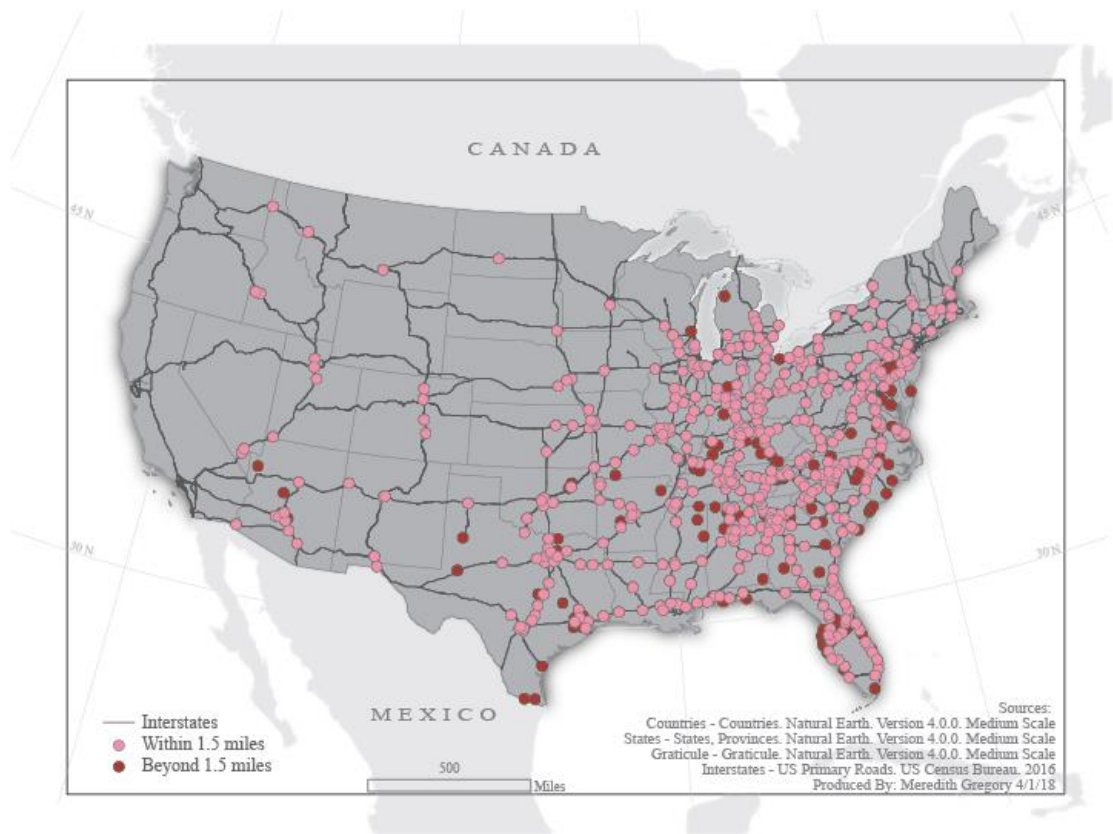 CANADA
45 N
45 N
30 N
30 N
MEXICO
Interstates
Within 1.5 miles
Beyond 1.5 miles
500
Miles
Sources:
Countries - Countries. Natural Earth. Version 4.0.0. Medium Scale
States - States, Provinces. Natural Earth. Version 4.0.0. Medium Scale
Graticule - Graticule. Natural Earth. Version 4.0.0. Medium Scale
Interstates - US Primary Roads. US Census Bureau. 2016
Produced By: Meredith Gregory 4/1/18